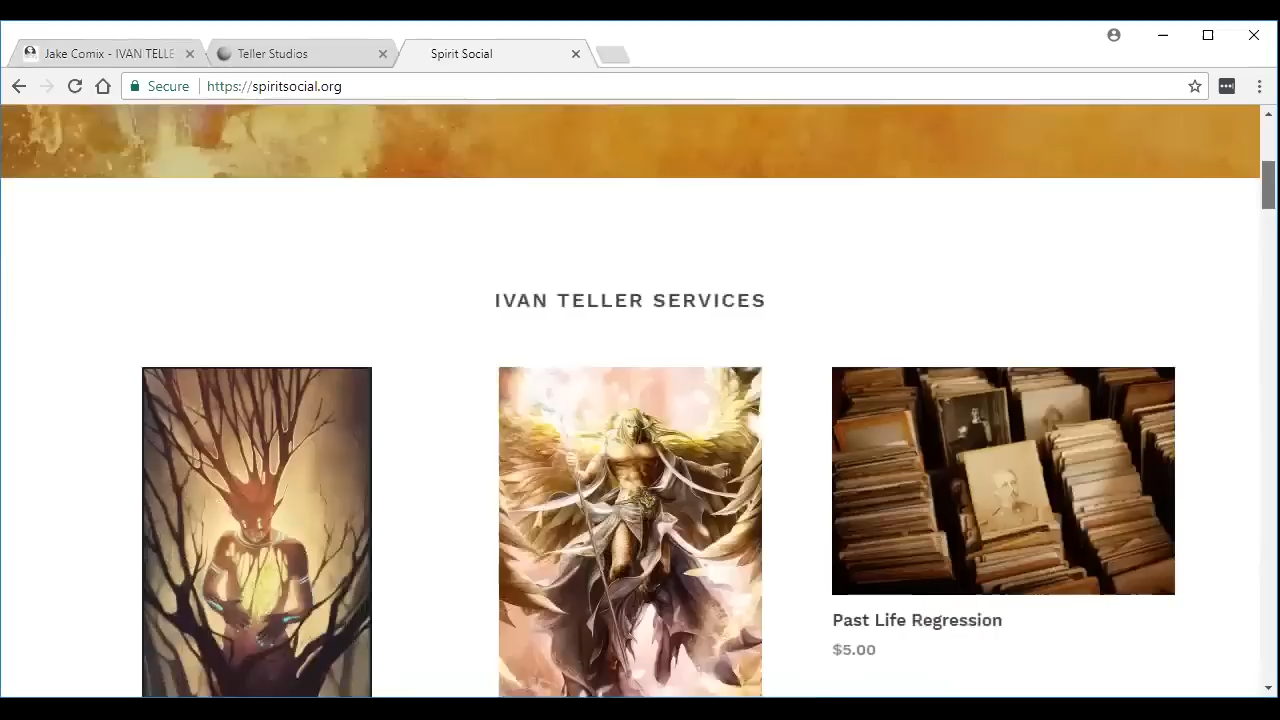 Jake Comix - IVAN TELLE
Teller Studios
Spirit Social
Secure
https://spiritsocial.org
IVAN TELLER SERVICES
Past Life Regression
$5.00